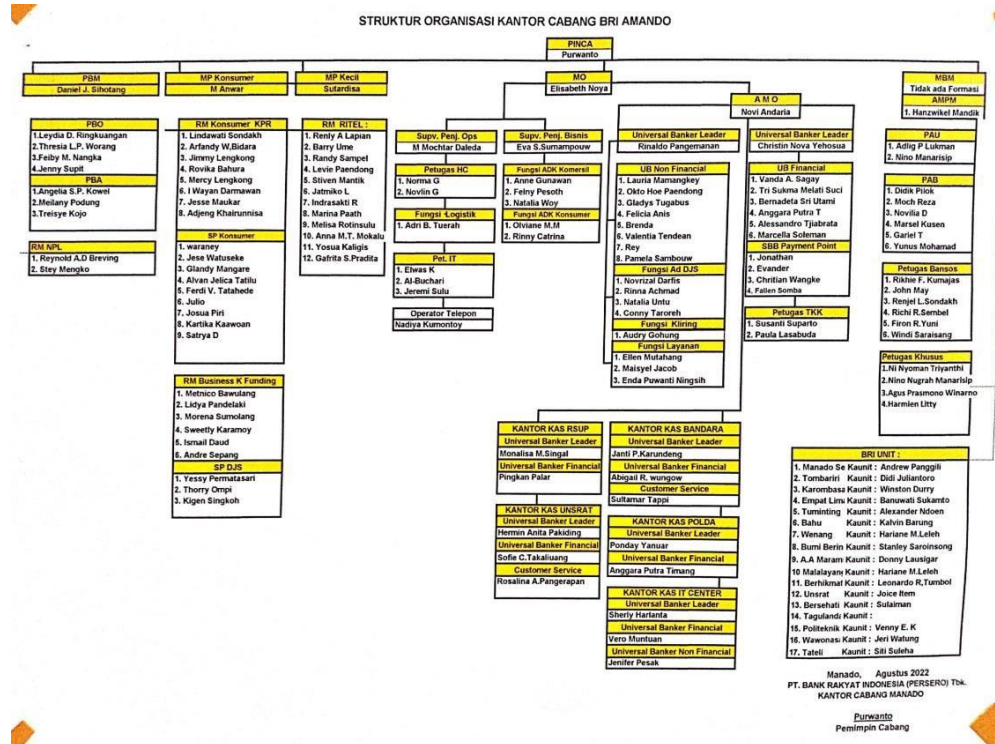 STRUKTUR ORGANISASI KANTOR CABANG BRI AMANDO
PINCA
Purwanto
PBM
Daniel J. Sihotang
MP Konsumer
M Anwar
MP Kecil
Sutardisa
MO
Elisabeth Noya
MBM
Tidak ada Formasi
AMPM
1. Hanzwikel Mandik
A M O
Novi Andaria
PBO
1.Leydia D. Ringkuangan
2.Thresia L.P. Worang
3.Feiby M. Nangka
4.Jenny Supit
PBA
1.Angelia S.P. Kowel
2.Meilany Podung
3.Treisye Kojo
RM NPL
1. Reynold A.D Breving
2. Stey Mengko
RM Konsumer KPR
1. Lindawati Sondakh
2. Arfandy W,Bidara
3. Jimmy Lengkong
4. Rovika Bahura
5. Mercy Lengkong
6. I Wayan Darmawan
7. Jesse Maukar
8. Adjeng Khairunnisa
SP Konsumer
1. waraney
2. Jese Watuseke
3. Glandy Mangare
4. Alvan Jelica Tatilu
5. Ferdi V. Tatahede
6. Julio
7. Josua Piri
8. Kartika Kaawoan
9. Satrya D
RM Business K Funding
1. Metnico Bawulang
2. Lidya Pandelaki
3. Morena Sumolang
4. Sweetly Karamoy
5. Ismail Daud
6. Andre Sepang
SP DJS
1. Yessy Permatasari
2. Thorry Ompi
3. Kigen Singkoh
RM RITEL :
1. Renly A Lapian
2. Barry Ume
3. Randy Sampel
4. Levie Paendong
5. Stiven Mantik
6. Jatmiko L
7. Indrasakti R
8. Marina Paath
9. Melisa Rotinsulu
10. Anna M.T. Mokalu
11. Yosua Kaligis
12. Gafrita S.Pradita
Supv. Penj. Ops
M Mochtar Daleda
Petugas HC
1. Norma G
2. Novlin G
Fungsi Logistik
1. Adri B. Tuerah
Pet. IT
1. Elwas K
2. Al-Buchari
3. Jeremi Sulu
Operator Telepon
Nadiya Kumontoy
Supv. Penj. Bisnis
Eva S.Sumampouw
Fungsi ADK Komersil
1. Anne Gunawan
2. Felny Pesoth
3. Natalia Woy
Fungsi ADK Konsumer
1. Olviane M.M
2. Rinny Catrina
Universal Banker Leader
Rinaldo Pangemanan
UB Non Financial
1. Lauria Mamangkey
2. Okto Hoe Paendong
3. Gladys Tugabus
4. Felicia Anis
5. Brenda
6. Valentia Tendean
7. Rey
8. Pamela Sambouw
Fungsi Ad DJS
1. Novrizal Darfis
2. Rinna Achmad
3. Natalia Untu
4. Conny Taroreh
Fungsi Kliring
1. Audry Gohung
Fungsi Layanan
1. Ellen Mutahang
2. Maisyel Jacob
3. Enda Puwanti Ningsih
Universal Banker Leader
Christin Nova Yehosua
UB Financial
1. Vanda A. Sagay
2. Tri Sukma Melati Suci
3. Bernadeta Sri Utami
4. Anggara Putra T
5. Alessandro Tjiabrata
6. Marcella Soleman
SBB Payment Point
1. Jonathan
2. Evander
3. Chritian Wangke
4. Fallen Somba
Petugas TKK
1. Susanti Suparto
2. Paula Lasabuda
PAU
1. Adlig P Lukman
2. Nino Manarisip
PAB
1. Didik Pilok
2. Moch Reza
3. Novilia D
4. Marsel Kusen
5. Gariel T
6. Yunus Mohamad
Petugas Bansos
1. Rikhie F. Kumajas
2. John May
3. Renjel L.Sondakh
4. Richi R.Sembel
5. Firon R.Yuni
6. Windi Saraisang
Petugas Khusus
1.Ni Nyoman Triyanthi
2.Nino Nugrah Manarisip
3.Agus Prasmono Winarno
4.Harmien Litty
KANTOR KAS RSUP
Universal Banker Leader
Monalisa M.Singal
Universal Banker Financial
Pingkan Palar
KANTOR KAS UNSRAT
Universal Banker Leader
Hermin Anita Pakiding
Universal Banker Financial
Sofie C.Takaliuang
Customer Service
Rosalina A.Pangerapan
KANTOR KAS BANDARA
Universal Banker Leader
Janti P.Karundeng
Universal Banker Financial
Abigail R. wungow
Customer Service
Sultamar Tappi
KANTOR KAS POLDA
Universal Banker Leader
Ponday Yanuar
Universal Banker Financial
Anggara Putra Timang
KANTOR KAS IT CENTER
Universal Banker Leader
Sherly Harlanta
Universal Banker Financial
Vero Muntuan
Universal Banker Non Financial
Jenifer Pesak
BRI UNIT :
1. Manado Se Kaunit : Andrew Panggili
2. Tombariri Kaunit : Didi Juliantoro
3. Karombasa Kaunit : Winston Durry
4. Empat Lima Kaunit : Banuwati Sukamto
5. Tuminting Kaunit : Alexander Ndoen
6. Bahu Kaunit : Kalvin Barung
7. Wenang Kaunit : Hariane M.Leleh
8. Bumi Berin Kaunit : Stanley Saroinsong
9. A.A Maram Kaunit : Donny Lausigar
10 Malalayang Kaunit : Hariane M.Leleh
11. Berhikmat Kaunit : Leonardo R,Tumbol
12. Unsrat Kaunit : Joice Item
13. Bersehati Kaunit : Sulaiman
14. Tagulanda Kaunit :
15. Politeknik Kaunit : Venny E. K
16. Wawonasa Kaunit : Jeri Watung
17. Tateli Kaunit : Siti Suleha
Manado, Agustus 2022
PT. BANK RAKYAT INDONESIA (PERSERO) Tbk.
KANTOR CABANG MANADO
Purwanto
Pemimpin Cabang